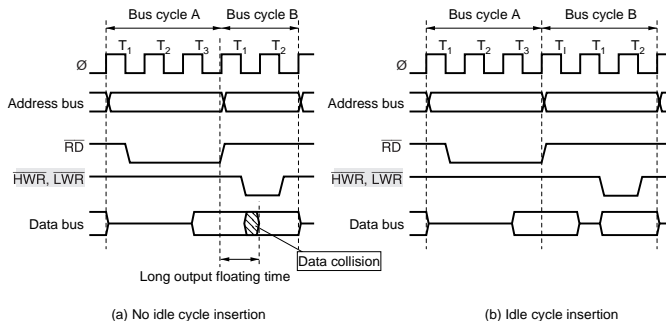 Bus cycle A Bus cycle B
T1 T2 T3 T1 T2
Ø
Address bus
RD
HWR, LWR
Data bus
Data collision
Long output floating time
(a) No idle cycle insertion
Bus cycle A Bus cycle B
T1 T2 T3 TI T1 T2
Ø
Address bus
RD
HWR, LWR
Data bus
(b) Idle cycle insertion